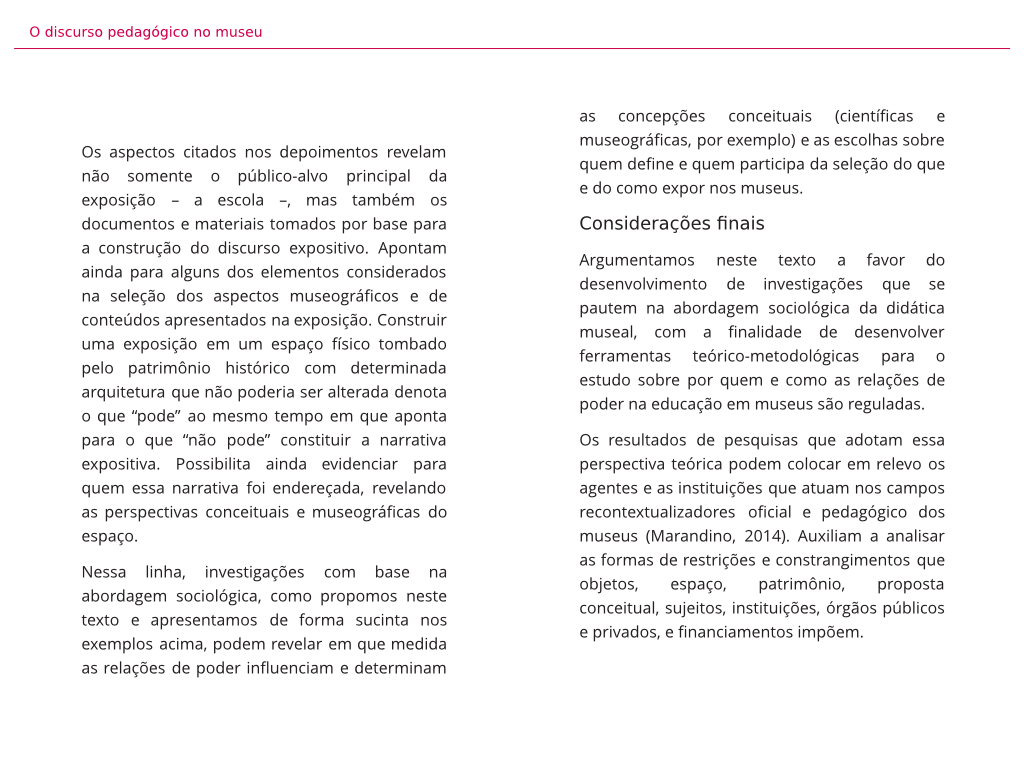 O discurso pedagógico no museu
Os aspectos citados nos depoimentos revelam
não somente o público-alvo principal da
exposição – a escola –, mas também os
documentos e materiais tomados por base para
a construção do discurso expositivo. Apontam
ainda para alguns dos elementos considerados
na seleção dos aspectos museográficos e de
conteúdos apresentados na exposição. Construir
uma exposição em um espaço físico tombado
pelo patrimônio histórico com determinada
arquitetura que não poderia ser alterada denota
o que “pode” ao mesmo tempo em que aponta
para o que “não pode” constituir a narrativa
expositiva. Possibilita ainda evidenciar para
quem essa narrativa foi endereçada, revelando
as perspectivas conceituais e museográficas do
espaço.
Nessa linha, investigações com base na
abordagem sociológica, como propomos neste
texto e apresentamos de forma sucinta nos
exemplos acima, podem revelar em que medida
as relações de poder influenciam e determinam
as concepções conceituais (científicas e
museográficas, por exemplo) e as escolhas sobre
quem define e quem participa da seleção do que
e do como expor nos museus.
Considerações finais
Argumentamos neste texto a favor do
desenvolvimento de investigações que se
pautem na abordagem sociológica da didática
museal, com a finalidade de desenvolver
ferramentas teórico-metodológicas para o
estudo sobre por quem e como as relações de
poder na educação em museus são reguladas.
Os resultados de pesquisas que adotam essa
perspectiva teórica podem colocar em relevo os
agentes e as instituições que atuam nos campos
recontextualizadores oficial e pedagógico dos
museus (Marandino, 2014). Auxiliam a analisar
as formas de restrições e constrangimentos que
objetos, espaço, patrimônio, proposta
conceitual, sujeitos, instituições, órgãos públicos
e privados, e financiamentos impõem.